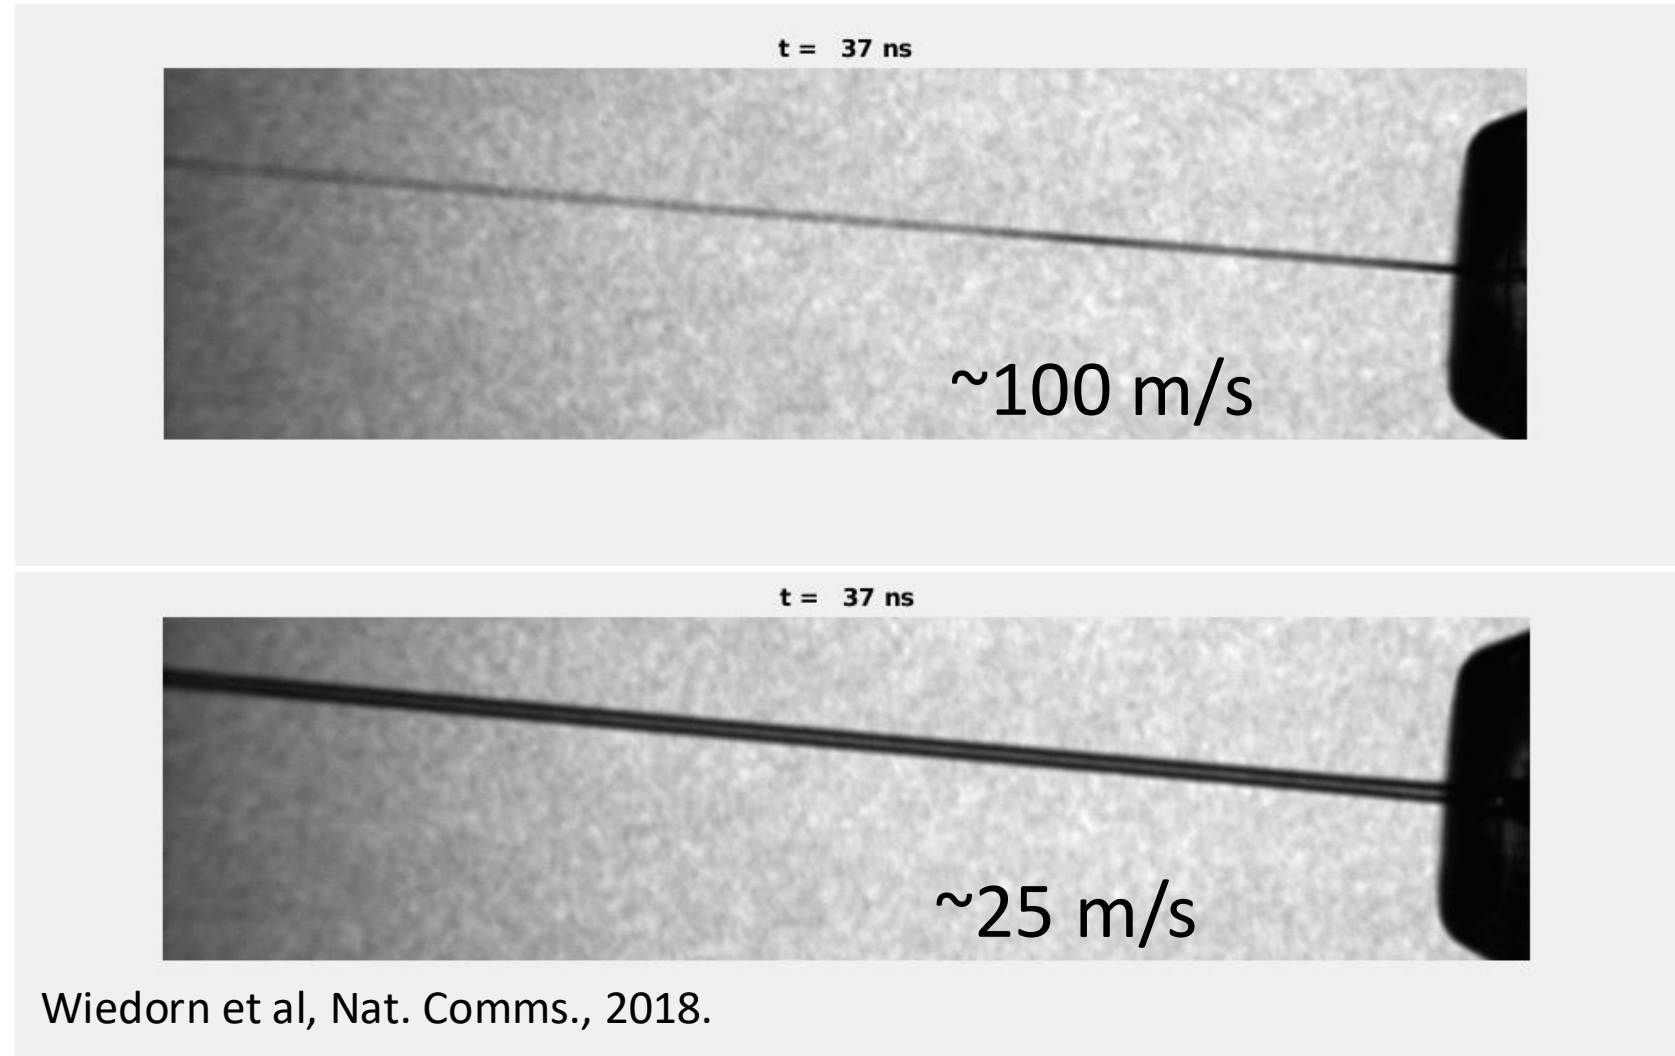 t =   37 ns
~100 m/s
t =   37 ns
~25 m/s
Wiedorn et al, Nat. Comms., 2018.